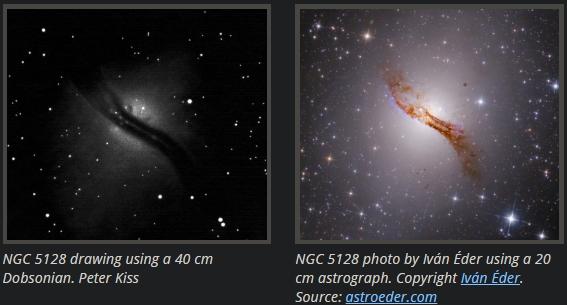 NGC 5128 drawing using a 40 cm
Dobsonian. Peter Kiss
NGC 5128 photo by Iván Éder using a 20
cm astrograph. Copyright Iván Éder.
Source: astroeder.com